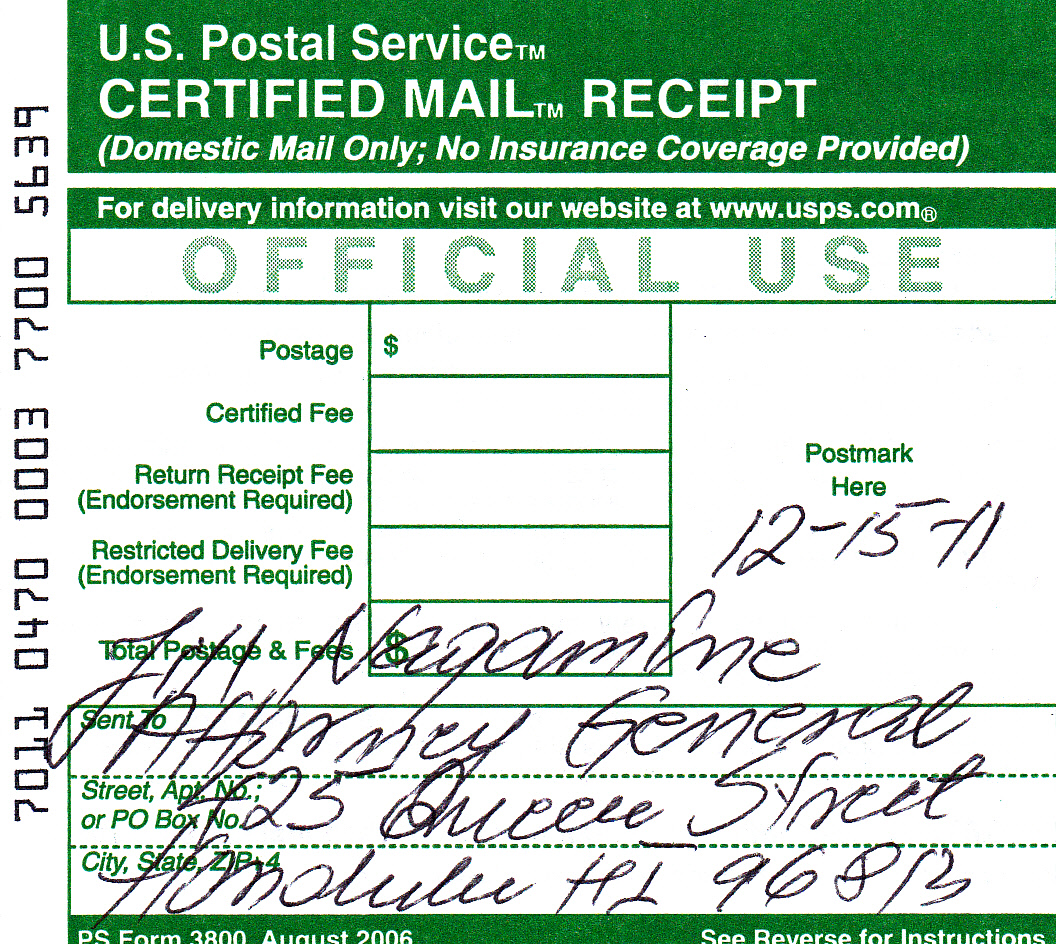 U.S. Postal Service™
CERTIFIED MAIL™ RECEIPT
(Domestic Mail Only; No Insurance Coverage Provided)
For delivery information visit our website at www.usps.com®
OFFICIAL USE
Postage $
Certified Fee
Return Receipt Fee
(Endorsement Required)
Restricted Delivery Fee
(Endorsement Required)
Total Postage & Fees $
Postmark
Here
12-15-11
Jill Nagamine
Sent To
Attorney General
Street, Apt. No.;
or PO Box No.
425 Queen Street
City, State, ZIP+4
Honolulu HI 96813
PS Form 3800, August 2006
See Reverse for Instructions
7011 0470 0003 7700 5639